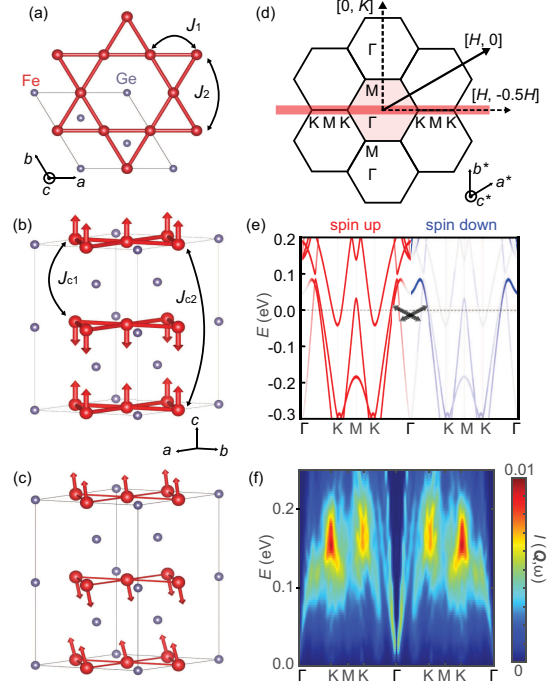 (a)
J1
Fe
Ge
J2
b
c
a
(d)
[0, K]
[H, 0]
Γ
M
[H, -0.5H]
K M K
Γ
K M K
M
Γ
b*
a*
c*
(b)
Jc1
Jc2
c
a
b
(e)
spin up
spin down
E (eV)
0.2
0.1
0.0
-0.1
-0.2
-0.3
Γ
K
M
K
Γ
K
M
K
Γ
(c)
(f)
E (eV)
0.2
0.1
0.0
Γ
K M K
Γ
K M K
Γ
0.01
I (Q,ω)
0